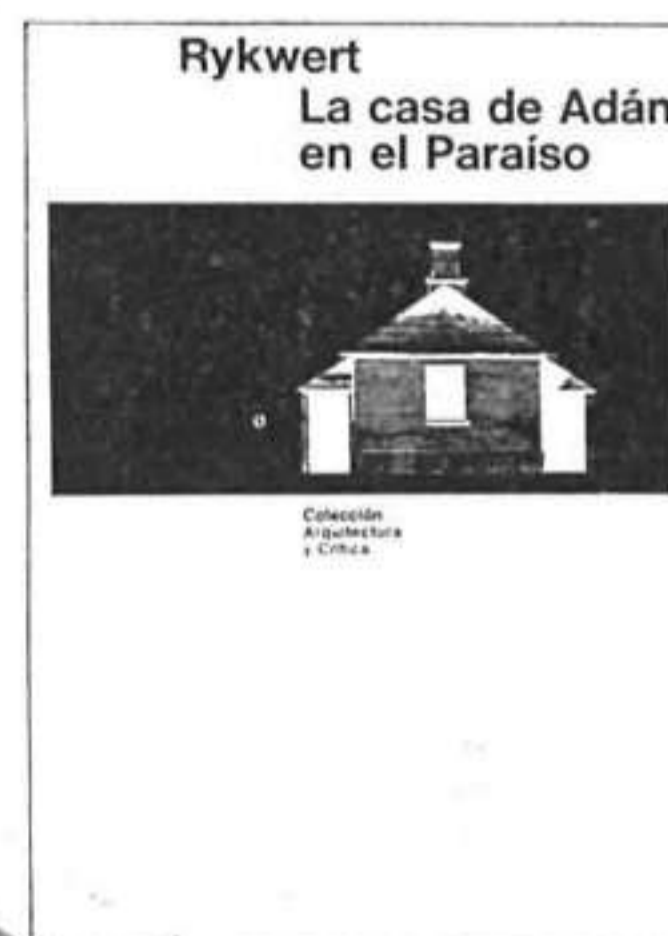 Rykwert
La casa de Adán
en el Paraíso
Colección
Arquitectura
y Crítica